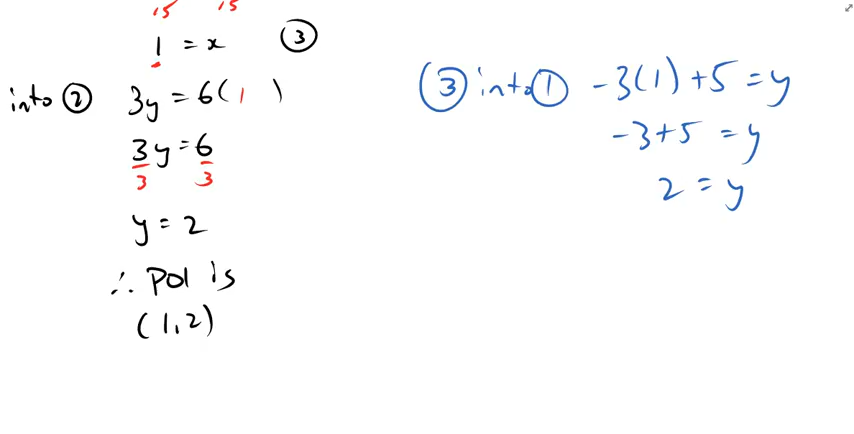 15 15
1 = x ③
into ② 3y = 6(1)
3y = 6
3 3
y = 2
∴ POI is
(1,2)
③ into ① -3(1) + 5 = y
-3 + 5 = y
2 = y